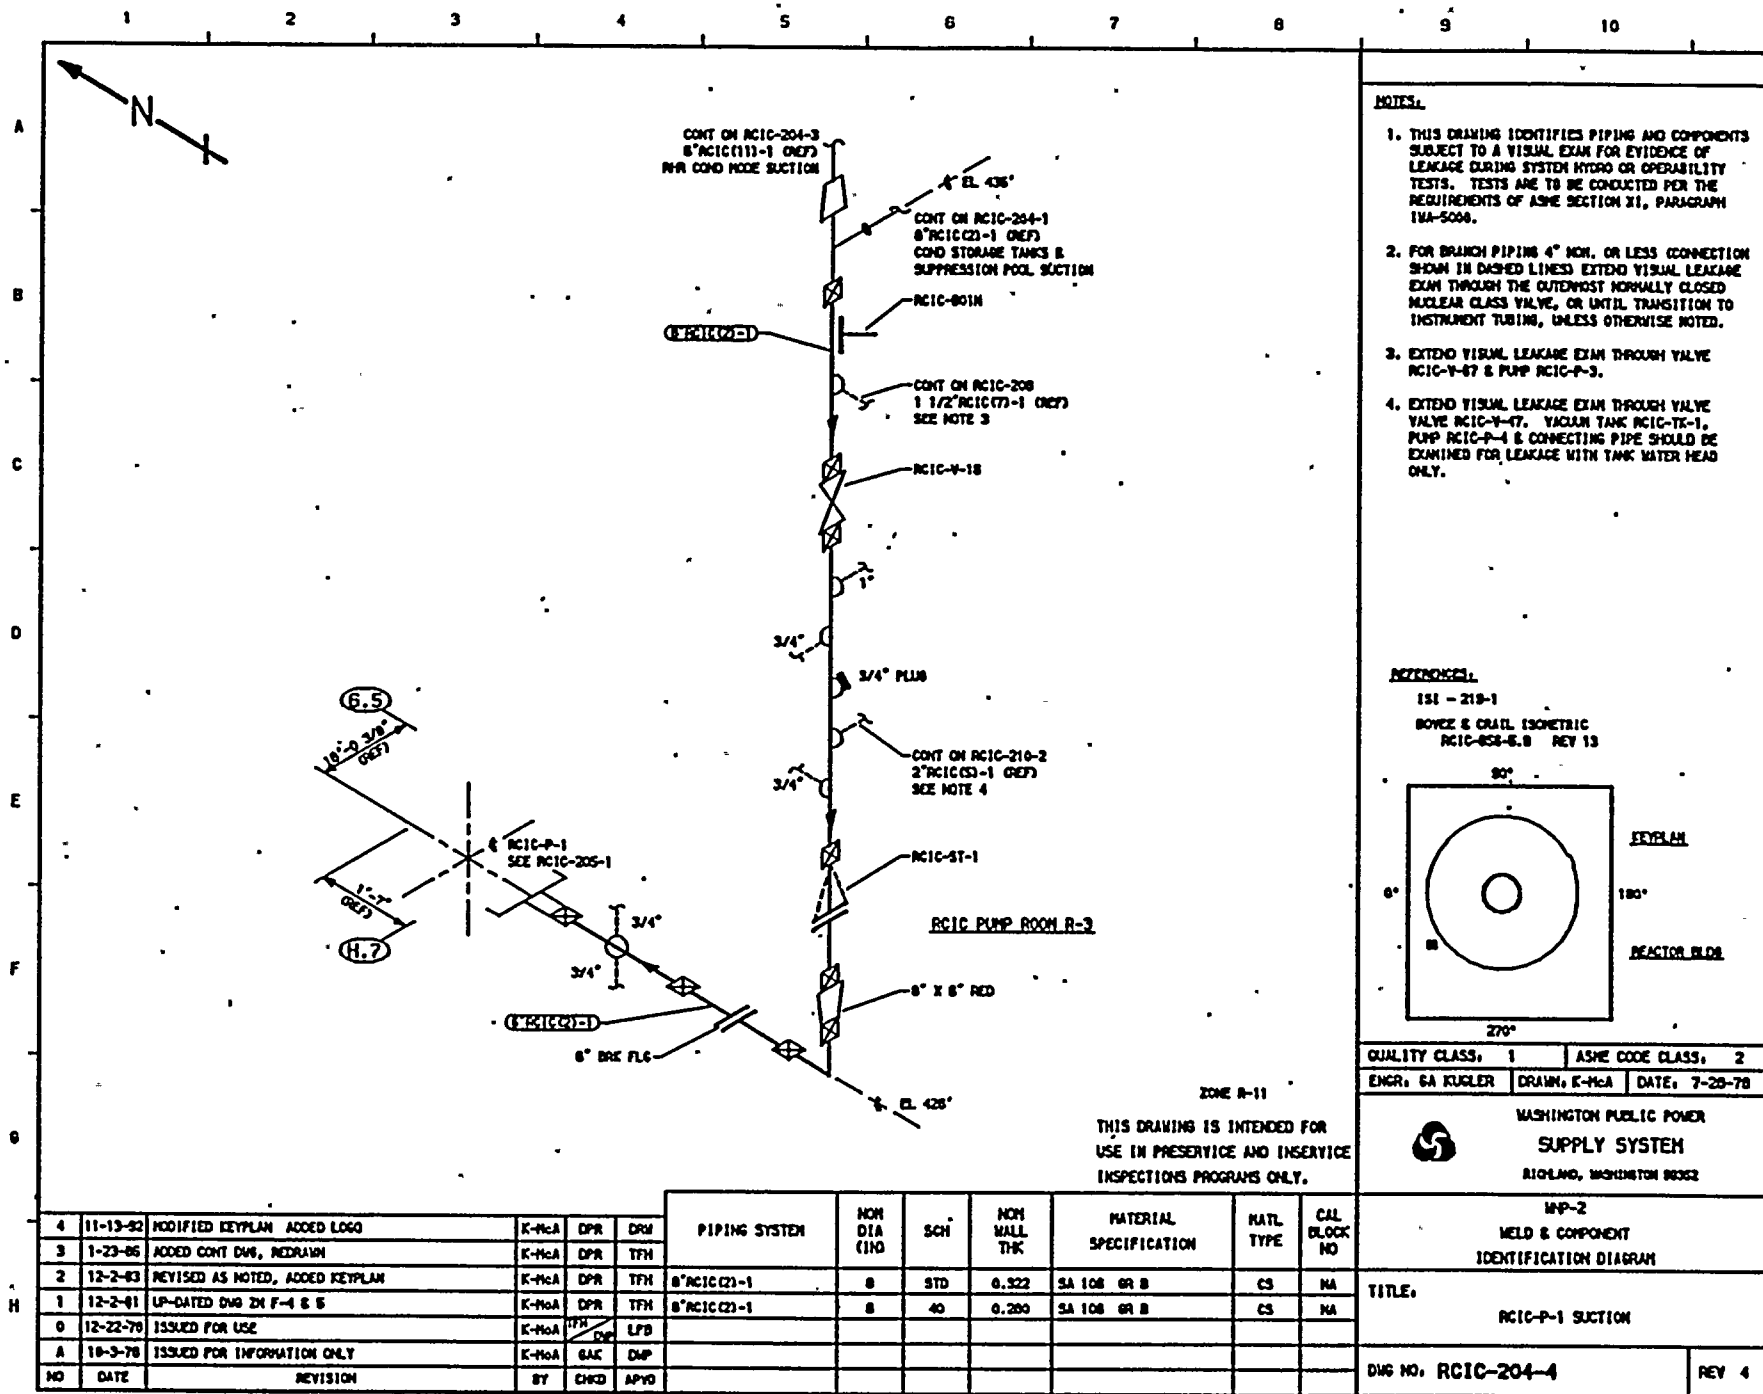 1 2 3 4 5 6 7 8 9 10
A
B
C
D
E
F
G
H
N
CONT ON RCIC-204-3
RCIC(11)-1 (REF)
RHR COND MODE SUCTION
EL 436'
CONT ON RCIC-204-1
8"RCIC(2)-1 (REF)
COND STORAGE TANKS &
SUPPRESSION POOL SUCTION
RCIC-901N
8"RCIC(2)-1
CONT ON RCIC-208
1 1/2"RCIC(7)-1 (REF)
SEE NOTE 3
RCIC-V-18
1"
3/4"
3/4" PLUG
CONT ON RCIC-210-2
2"RCIC(5)-1 (REF)
SEE NOTE 4
3/4"
RCIC-ST-1
RCIC PUMP ROOM R-3
6.5
18'-0 3/8"
(REF)
RCIC-P-1
SEE RCIC-205-1
1'-7"
(REF)
H.7
3/4"
3/4"
8" X 6" RED
6"RCIC(2)-1
6" BRK FLG
EL 426'
ZONE R-11
THIS DRAWING IS INTENDED FOR
USE IN PRESERVICE AND INSERVICE
INSPECTIONS PROGRAMS ONLY.
NOTES:
1. THIS DRAWING IDENTIFIES PIPING AND COMPONENTS
SUBJECT TO A VISUAL EXAM FOR EVIDENCE OF
LEAKAGE DURING SYSTEM HYDRO OR OPERABILITY
TESTS. TESTS ARE TO BE CONDUCTED PER THE
REQUIREMENTS OF ASME SECTION XI, PARAGRAPH
IWA-5000.
2. FOR BRANCH PIPING 4" NOM. OR LESS (CONNECTION
SHOWN IN DASHED LINES) EXTEND VISUAL LEAKAGE
EXAM THROUGH THE OUTERMOST NORMALLY CLOSED
NUCLEAR CLASS VALVE, OR UNTIL TRANSITION TO
INSTRUMENT TUBING, UNLESS OTHERWISE NOTED.
3. EXTEND VISUAL LEAKAGE EXAM THROUGH VALVE
RCIC-V-67 & PUMP RCIC-P-3.
4. EXTEND VISUAL LEAKAGE EXAM THROUGH VALVE
VALVE RCIC-V-47. VACUUM TANK RCIC-TK-1,
PUMP RCIC-P-4 & CONNECTING PIPE SHOULD BE
EXAMINED FOR LEAKAGE WITH TANK WATER HEAD
ONLY.
REFERENCES:
ISI - 219-1
BOVEE & CRAIL ISOMETRIC
REV 13
90°
0°
180°
270°
KEYPLAN
REACTOR BLDG
QUALITY CLASS: 1 ASME CODE CLASS: 2
ENGR: GA KUGLER DRAWN: K-McA DATE: 7-26-78
WASHINGTON PUBLIC POWER
SUPPLY SYSTEM
RICHLAND, WASHINGTON 99352
WNP-2
WELD & COMPONENT
IDENTIFICATION DIAGRAM
TITLE:
RCIC-P-1 SUCTION
DWG NO: RCIC-204-4 REV 4
4 11-13-92 MODIFIED KEYPLAN ADDED LOGO K-McA DPR DRW
3 1-23-86 ADDED CONT DWG, REDRAWN K-McA DPR TFH
2 12-2-83 REVISED AS NOTED, ADDED KEYPLAN K-McA DPR TFH
1 12-2-81 UP-DATED DWG ZN F-4 & 5 K-McA DPR TFH
0 12-22-78 ISSUED FOR USE K-McA TFH LFB
A 10-3-78 ISSUED FOR INFORMATION ONLY K-McA GAK DWP
NO DATE REVISION BY CHKD APVD
PIPING SYSTEM NOM DIA (IN) SCH NOM WALL THK MATERIAL SPECIFICATION MATL TYPE CAL BLOCK NO
8"RCIC(2)-1 8 STD 0.322 SA 106 GR B CS NA
RCIC(2)-1 40 0.280 SA 106 GR B CS NA